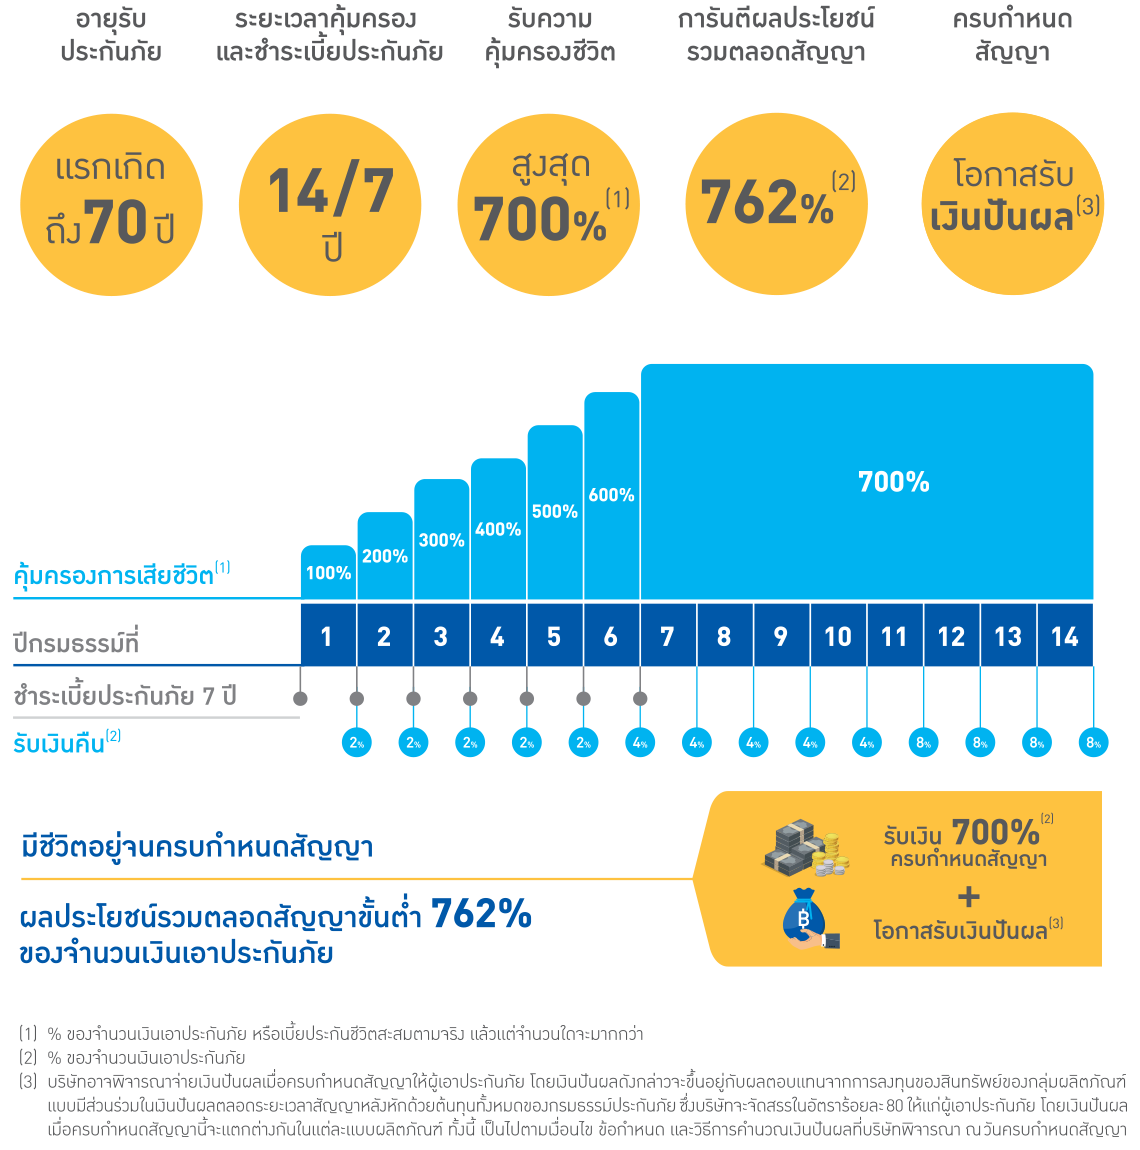 อายุรับ
ประกันภัย
ระยะเวลาคุ้มครอง
และชำระเบี้ยประกันภัย
รับความ
คุ้มครองชีวิต
การันตีผลประโยชน์
รวมตลอดสัญญา
ครบกำหนด
สัญญา
แรกเกิด
ถึง 70 ปี
14/7
ปี
สูงสุด
700% (1)
762% (2)
โอกาสรับ
เงินปันผล (3)
700%
600%
500%
400%
300%
200%
100%
คุ้มครองการเสียชีวิต (1)
ปีกรมธรรม์ที่ 1 2 3 4 5 6 7 8 9 10 11 12 13 14
ชำระเบี้ยประกันภัย 7 ปี
รับเงินคืน (2) 2% 2% 2% 2% 2% 4% 4% 4% 4% 4% 8% 8% 8% 8%
มีชีวิตอยู่จนครบกำหนดสัญญา
ผลประโยชน์รวมตลอดสัญญาขั้นต่ำ 762%
ของจำนวนเงินเอาประกันภัย
รับเงิน 700% (2)
ครบกำหนดสัญญา
+
โอกาสรับเงินปันผล (3)
฿
(1) % ของจำนวนเงินเอาประกันภัย หรือเบี้ยประกันชีวิตสะสมตามจริง แล้วแต่จำนวนใดจะมากกว่า
(2) % ของจำนวนเงินเอาประกันภัย
(3) บริษัทอาจพิจารณาจ่ายเงินปันผลเมื่อครบกำหนดสัญญาให้ผู้เอาประกันภัย โดยเงินปันผลดังกล่าวจะขึ้นอยู่กับผลตอบแทนจากการลงทุนของสินทรัพย์ของกลุ่มผลิตภัณฑ์
แบบมีส่วนร่วมในเงินปันผลตลอดระยะเวลาสัญญาหลังหักด้วยต้นทุนทั้งหมดของกรมธรรม์ประกันภัย ซึ่งบริษัทจะจัดสรรในอัตราร้อยละ 80 ให้แก่ผู้เอาประกันภัย โดยเงินปันผล
เมื่อครบกำหนดสัญญานี้จะแตกต่างกันในแต่ละแบบผลิตภัณฑ์ ทั้งนี้ เป็นไปตามเงื่อนไข ข้อกำหนด และวิธีการคำนวณเงินปันผลที่บริษัทพิจารณา ณ วันครบกำหนดสัญญา